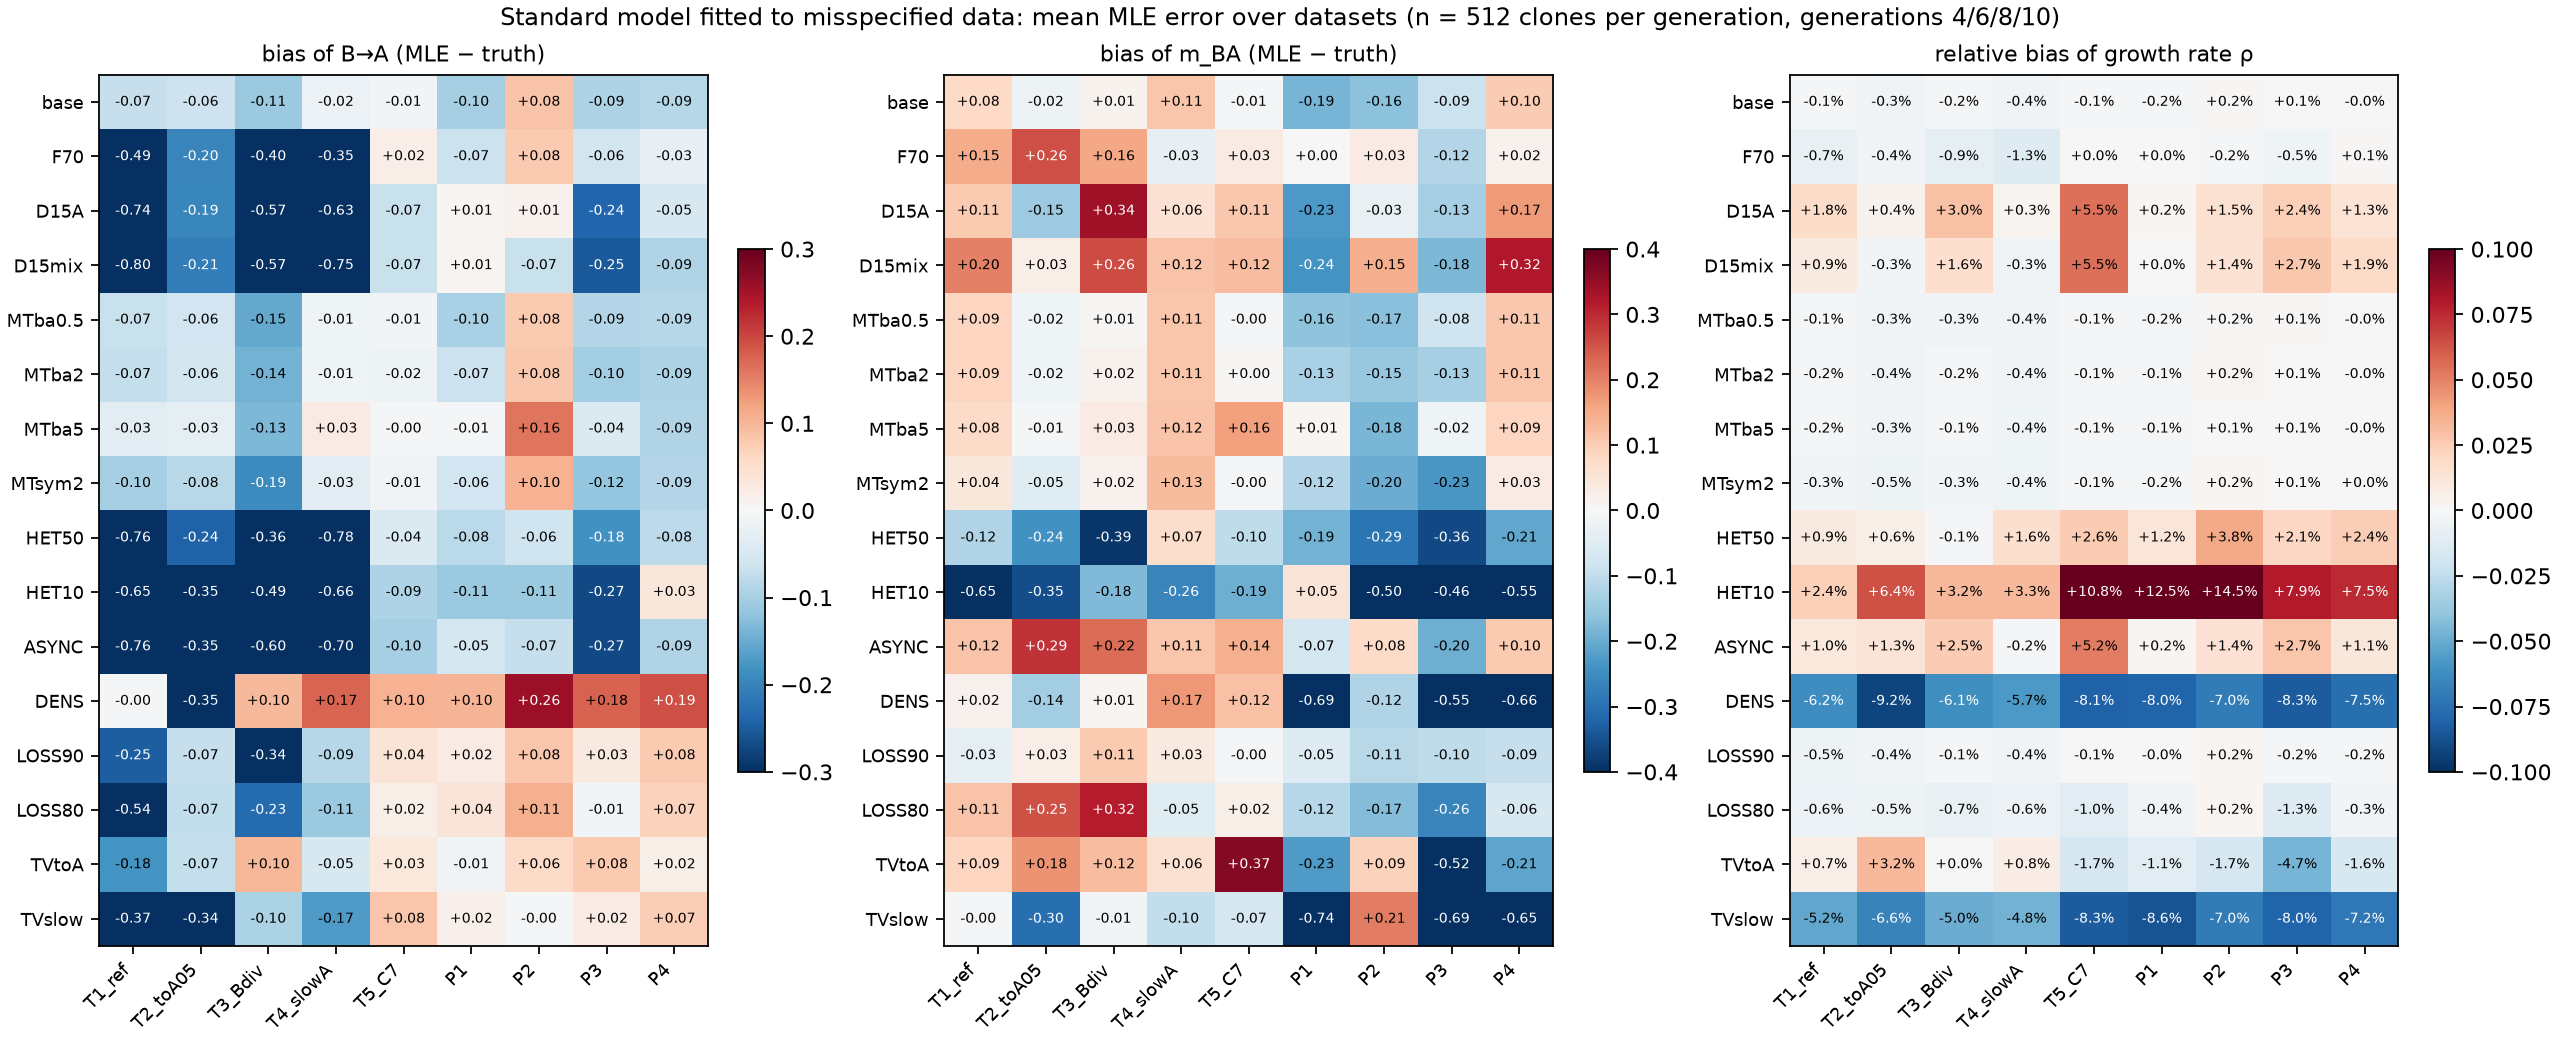 Standard model fitted to misspecified data: mean MLE error over datasets (n = 512 clones per generation, generations 4/6/8/10)
bias of B→A (MLE − truth)
base -0.07 -0.06 -0.11 -0.02 -0.01 -0.10 +0.08 -0.09 -0.09
F70 -0.49 -0.20 -0.40 -0.35 +0.02 -0.07 +0.08 -0.06 -0.03
D15A -0.74 -0.19 -0.57 -0.63 -0.07 +0.01 +0.01 -0.24 -0.05
D15mix -0.80 -0.21 -0.57 -0.75 -0.07 +0.01 -0.07 -0.25 -0.09
MTba0.5 -0.07 -0.06 -0.15 -0.01 -0.01 -0.10 +0.08 -0.09 -0.09
MTba2 -0.07 -0.06 -0.14 -0.01 -0.02 -0.07 +0.08 -0.10 -0.09
MTba5 -0.03 -0.03 -0.13 +0.03 -0.00 -0.01 +0.16 -0.04 -0.09
MTsym2 -0.10 -0.08 -0.19 -0.03 -0.01 -0.06 +0.10 -0.12 -0.09
HET50 -0.76 -0.24 -0.36 -0.78 -0.04 -0.08 -0.06 -0.18 -0.08
HET10 -0.65 -0.35 -0.49 -0.66 -0.09 -0.11 -0.11 -0.27 +0.03
ASYNC -0.76 -0.35 -0.60 -0.70 -0.10 -0.05 -0.07 -0.27 -0.09
DENS -0.00 -0.35 +0.10 +0.17 +0.10 +0.10 +0.26 +0.18 +0.19
LOSS90 -0.25 -0.07 -0.34 -0.09 +0.04 +0.02 +0.08 +0.03 +0.08
LOSS80 -0.54 -0.07 -0.23 -0.11 +0.02 +0.04 +0.11 -0.01 +0.07
TVtoA -0.18 -0.07 +0.10 -0.05 +0.03 -0.01 +0.06 +0.08 +0.02
TVslow -0.37 -0.34 -0.10 -0.17 +0.08 +0.02 -0.00 +0.02 +0.07
T1_ref T2_toA05 T3_Bdiv T4_slowA T5_C7 P1 P2 P3 P4
0.3
0.2
0.1
0.0
−0.1
−0.2
−0.3
bias of m_BA (MLE − truth)
base +0.08 -0.02 +0.01 +0.11 -0.01 -0.19 -0.16 -0.09 +0.10
F70 +0.15 +0.26 +0.16 -0.03 +0.03 +0.00 +0.03 -0.12 +0.02
D15A +0.11 -0.15 +0.34 +0.06 +0.11 -0.23 -0.03 -0.13 +0.17
D15mix +0.20 +0.03 +0.26 +0.12 +0.12 -0.24 +0.15 -0.18 +0.32
MTba0.5 +0.09 -0.02 +0.01 +0.11 -0.00 -0.16 -0.17 -0.08 +0.11
MTba2 +0.09 -0.02 +0.02 +0.11 +0.00 -0.13 -0.15 -0.13 +0.11
MTba5 +0.08 -0.01 +0.03 +0.12 +0.16 +0.01 -0.18 -0.02 +0.09
MTsym2 +0.04 -0.05 +0.02 +0.13 -0.00 -0.12 -0.20 -0.23 +0.03
HET50 -0.12 -0.24 -0.39 +0.07 -0.10 -0.19 -0.29 -0.36 -0.21
HET10 -0.65 -0.35 -0.18 -0.26 -0.19 +0.05 -0.50 -0.46 -0.55
ASYNC +0.12 +0.29 +0.22 +0.11 +0.14 -0.07 +0.08 -0.20 +0.10
DENS +0.02 -0.14 +0.01 +0.17 +0.12 -0.69 -0.12 -0.55 -0.66
LOSS90 -0.03 +0.03 +0.11 +0.03 -0.00 -0.05 -0.11 -0.10 -0.09
LOSS80 +0.11 +0.25 +0.32 -0.05 +0.02 -0.12 -0.17 -0.26 -0.06
TVtoA +0.09 +0.18 +0.12 +0.06 +0.37 -0.23 +0.09 -0.52 -0.21
TVslow -0.00 -0.30 -0.01 -0.10 -0.07 -0.74 +0.21 -0.69 -0.65
T1_ref T2_toA05 T3_Bdiv T4_slowA T5_C7 P1 P2 P3 P4
0.4
0.3
0.2
0.1
0.0
−0.1
−0.2
−0.3
−0.4
relative bias of growth rate ρ
base -0.1% -0.3% -0.2% -0.4% -0.1% -0.2% +0.2% +0.1% -0.0%
F70 -0.7% -0.4% -0.9% -1.3% +0.0% +0.0% -0.2% -0.5% +0.1%
D15A +1.8% +0.4% +3.0% +0.3% +5.5% +0.2% +1.5% +2.4% +1.3%
D15mix +0.9% -0.3% +1.6% -0.3% +5.5% +0.0% +1.4% +2.7% +1.9%
MTba0.5 -0.1% -0.3% -0.3% -0.4% -0.1% -0.2% +0.2% +0.1% -0.0%
MTba2 -0.2% -0.4% -0.2% -0.4% -0.1% -0.1% +0.2% +0.1% -0.0%
MTba5 -0.2% -0.3% -0.1% -0.4% -0.1% -0.1% +0.1% +0.1% -0.0%
MTsym2 -0.3% -0.5% -0.3% -0.4% -0.1% -0.2% +0.2% +0.1% +0.0%
HET50 +0.9% +0.6% -0.1% +1.6% +2.6% +1.2% +3.8% +2.1% +2.4%
HET10 +2.4% +6.4% +3.2% +3.3% +10.8% +12.5% +14.5% +7.9% +7.5%
ASYNC +1.0% +1.3% +2.5% -0.2% +5.2% +0.2% +1.4% +2.7% +1.1%
DENS -6.2% -9.2% -6.1% -5.7% -8.1% -8.0% -7.0% -8.3% -7.5%
LOSS90 -0.5% -0.4% -0.1% -0.4% -0.1% -0.0% +0.2% -0.2% -0.2%
LOSS80 -0.6% -0.5% -0.7% -0.6% -1.0% -0.4% +0.2% -1.3% -0.3%
TVtoA +0.7% +3.2% +0.0% +0.8% -1.7% -1.1% -1.7% -4.7% -1.6%
TVslow -5.2% -6.6% -5.0% -4.8% -8.3% -8.6% -7.0% -8.0% -7.2%
T1_ref T2_toA05 T3_Bdiv T4_slowA T5_C7 P1 P2 P3 P4
0.100
0.075
0.050
0.025
0.000
−0.025
−0.050
−0.075
−0.100